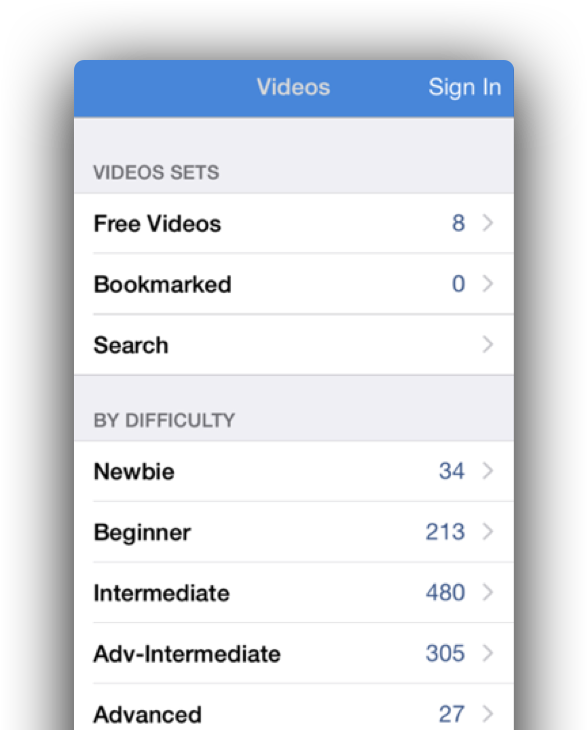 Videos Sign In
VIDEOS SETS
Free Videos 8
Bookmarked 0
Search
BY DIFFICULTY
Newbie 34
Beginner 213
Intermediate 480
Adv-Intermediate 305
Advanced 27